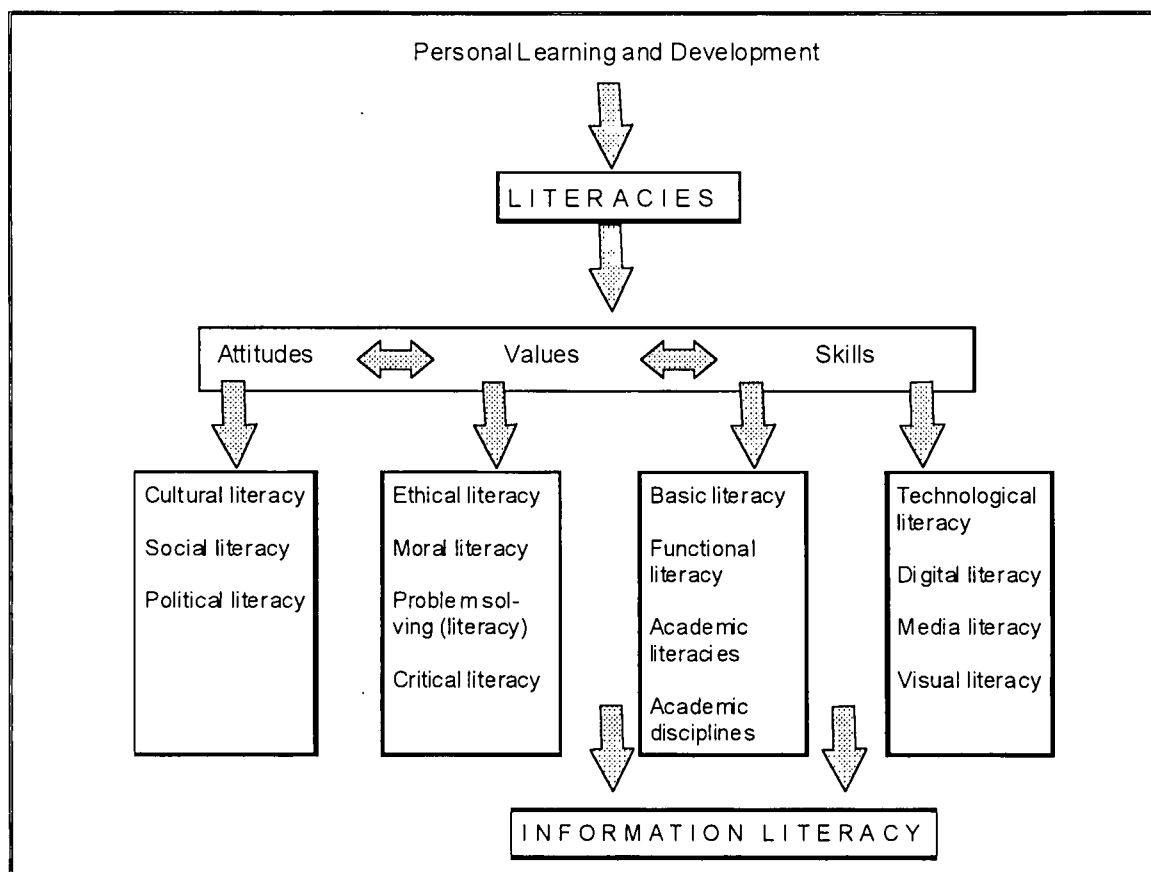 Personal Learning and Development
LITERACIES
Attitudes Values Skills
Cultural literacy
Social literacy
Political literacy
Ethical literacy
Moral literacy
Problem sol-
ving (literacy)
Critical literacy
Basic literacy
Functional
literacy
Academic
literacies
Academic
disciplines
Technological
literacy
Digital literacy
Media literacy
Visual literacy
INFORMATION LITERACY